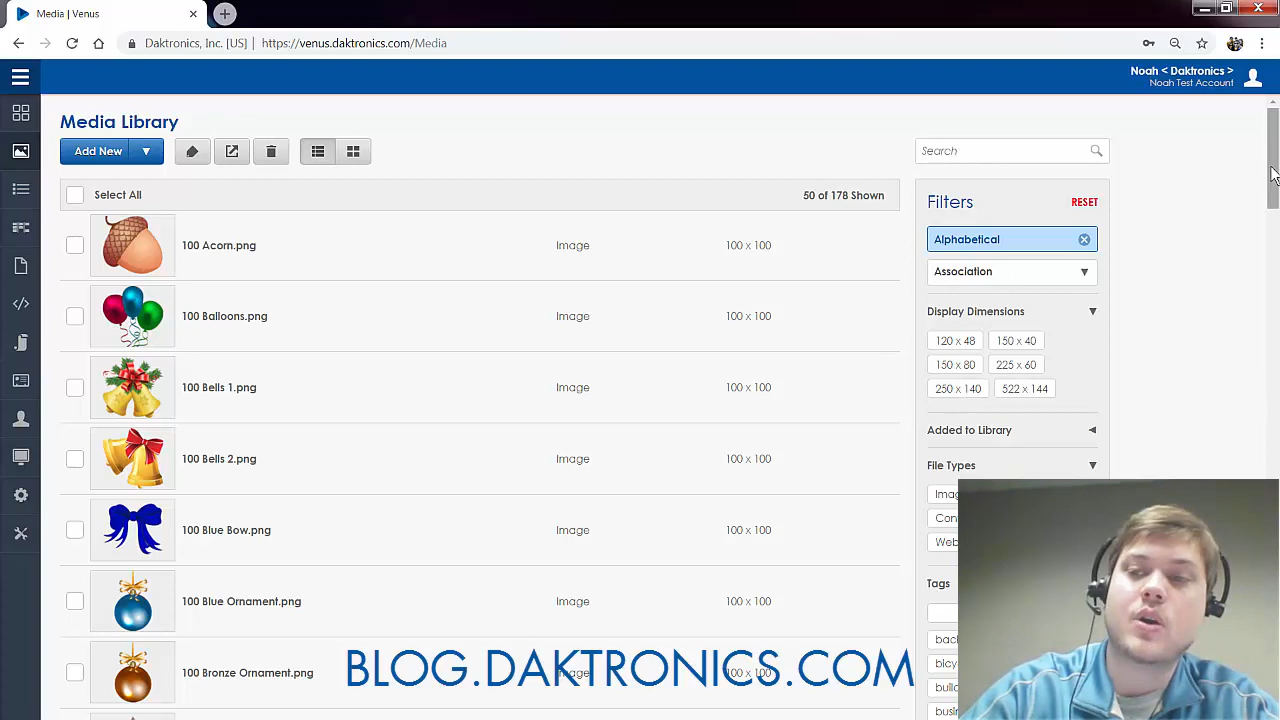 Media | Venus
Daktronics, Inc. [US] | https://venus.daktronics.com/Media
Noah < Daktronics >
Noah Test Account
Media Library
Add New
Search
Select All
50 of 178 Shown
Filters
RESET
100 Acorn.png
Image
100 x 100
Alphabetical
Association
100 Balloons.png
Image
100 x 100
Display Dimensions
120 x 48
150 x 40
150 x 80
225 x 60
250 x 140
522 x 144
100 Bells 1.png
Image
100 x 100
Added to Library
100 Bells 2.png
Image
100 x 100
File Types
100 Blue Bow.png
Image
100 x 100
Tags
100 Blue Ornament.png
Image
100 x 100
100 Bronze Ornament.png
BLOG.DAKTRONICS.COM